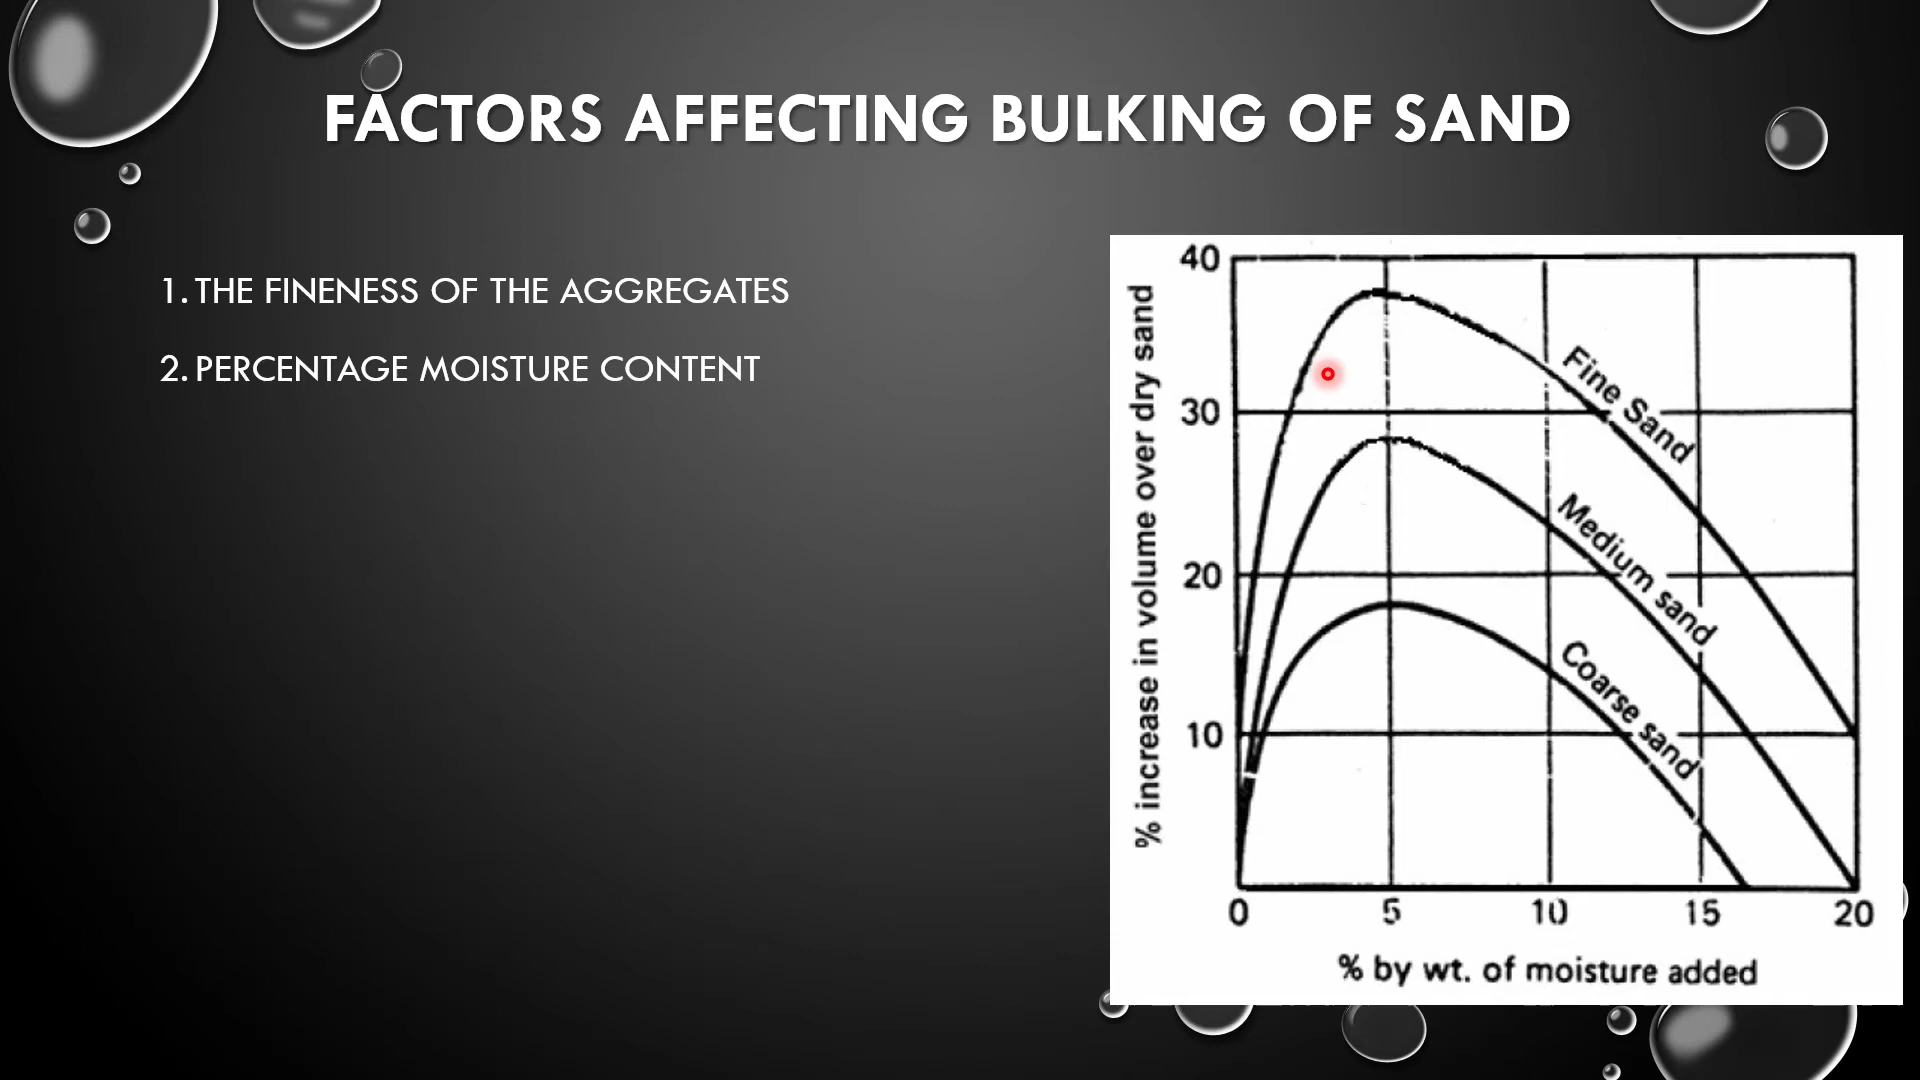 FACTORS AFFECTING BULKING OF SAND
1. THE FINENESS OF THE AGGREGATES
2. PERCENTAGE MOISTURE CONTENT
% increase in volume over dry sand
40
30
20
10
Fine Sand
Medium sand
Coarse sand
0 5 10 15 20
% by wt. of moisture added